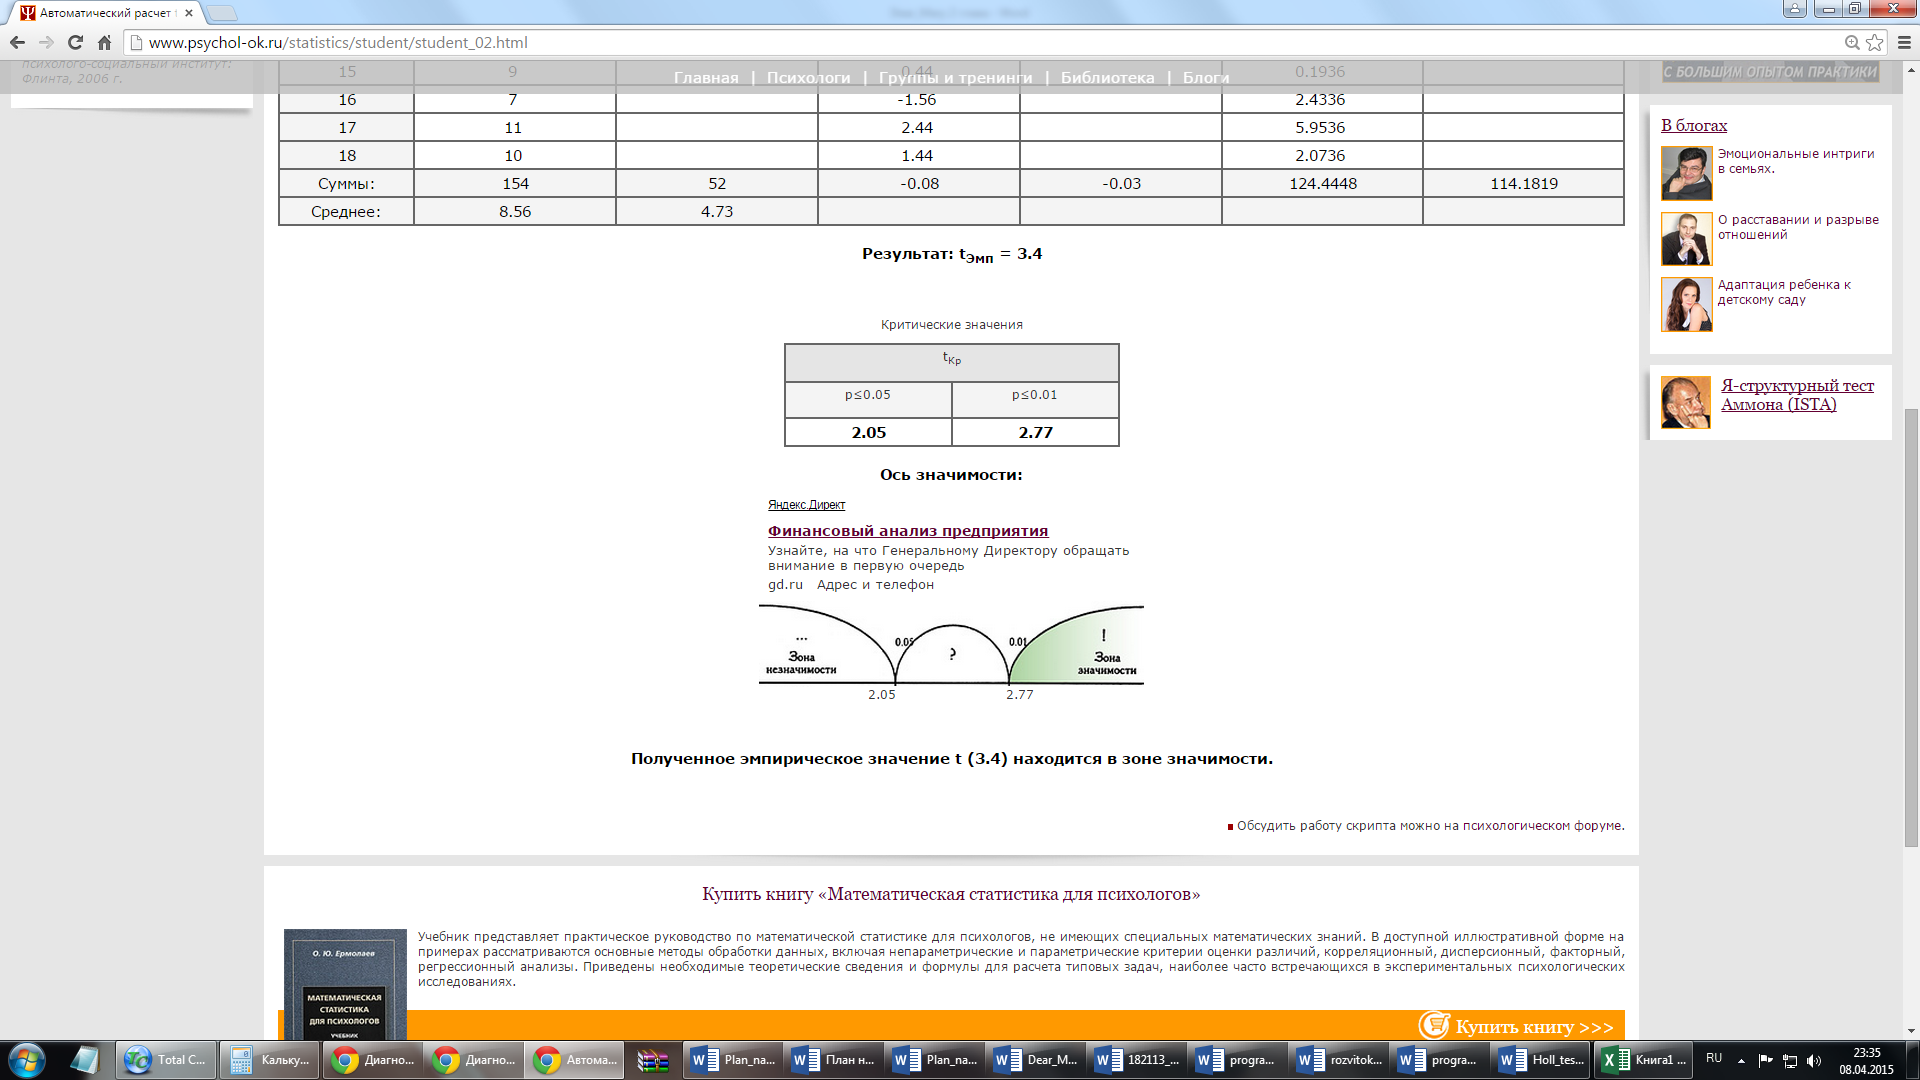 Автоматический расчет t
www.psychol-ok.ru/statistics/student/student_02.html
психолого-социальный институт:
Флинта, 2006 г.
Главная | Психологи | Группы и тренинги | Библиотека | Блоги
15 9 0.44 0.1936
16 7 -1.56 2.4336
17 11 2.44 5.9536
18 10 1.44 2.0736
Суммы: 154 52 -0.08 -0.03 124.4448 114.1819
Среднее: 8.56 4.73
Результат: tЭмп = 3.4
Критические значения
tКр
p≤0.05 p≤0.01
2.05 2.77
Ось значимости:
Яндекс.Директ
Финансовый анализ предприятия
Узнайте, на что Генеральному Директору обращать
внимание в первую очередь
gd.ru Адрес и телефон
... 0.05 ? 0.01 !
Зона
незначимости
Зона
значимости
2.05 2.77
Полученное эмпирическое значение t (3.4) находится в зоне значимости.
Обсудить работу скрипта можно на психологическом форуме.
Купить книгу «Математическая статистика для психологов»
О. Ю. Ермолаев
МАТЕМАТИЧЕСКАЯ
СТАТИСТИКА
ДЛЯ ПСИХОЛОГОВ
УЧЕБНИК
Учебник представляет практическое руководство по математической статистике для психологов, не имеющих специальных математических знаний. В доступной иллюстративной форме на
примерах рассматриваются основные методы обработки данных, включая непараметрические и параметрические критерии оценки различий, корреляционный, дисперсионный, факторный,
регрессионный анализы. Приведены необходимые теоретические сведения и формулы для расчета типовых задач, наиболее часто встречающихся в экспериментальных психологических
исследованиях.
Купить книгу >>>
С БОЛЬШИМ ОПЫТОМ ПРАКТИКИ
В блогах
Эмоциональные интриги
в семьях.
О расставании и разрыве
отношений
Адаптация ребенка к
детскому саду
Я-структурный тест
Аммона (ISTA)
Total C...
Кальку...
Диагно...
Диагно...
Автома...
Plan_na...
План н...
Plan_na...
Dear_M...
182113_...
progra...
rozvitok...
progra...
Holl_tes...
Книга1 ...
RU
23:35
08.04.2015